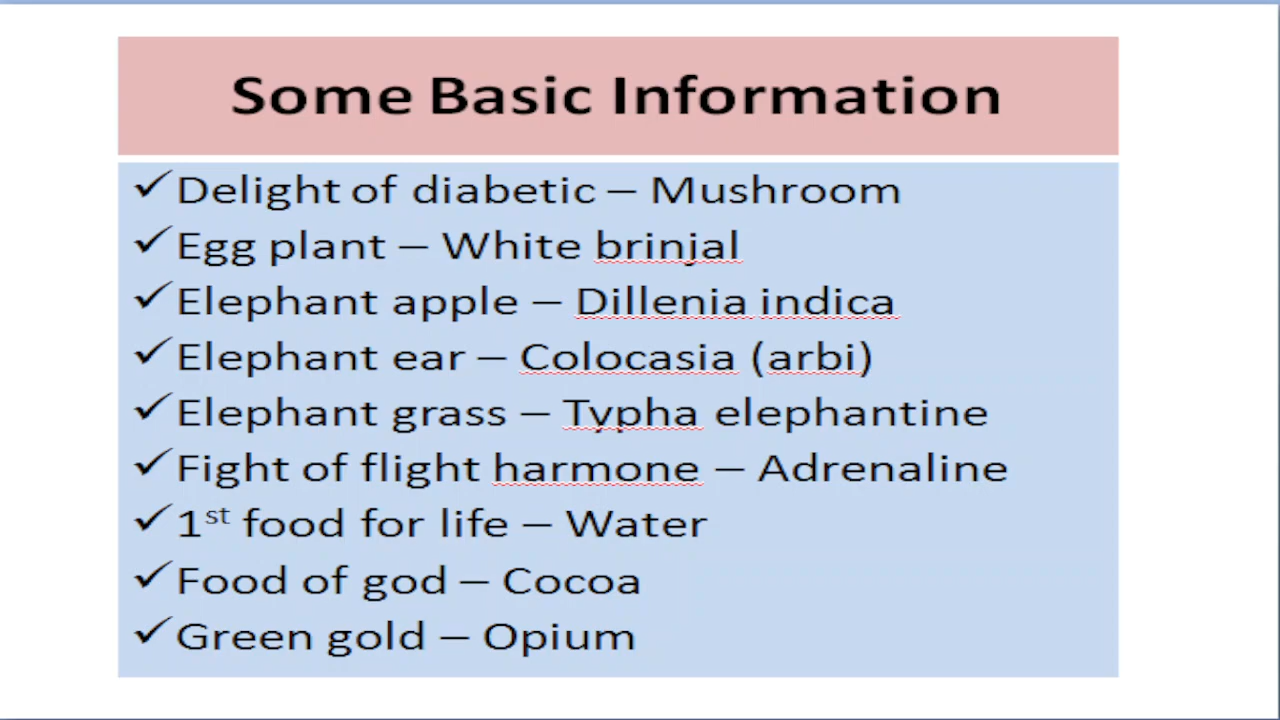 Some Basic Information
✓Delight of diabetic – Mushroom
✓Egg plant – White brinjal
✓Elephant apple – Dillenia indica
✓Elephant ear – Colocasia (arbi)
✓Elephant grass – Typha elephantine
✓Fight of flight harmone – Adrenaline
✓1st food for life – Water
✓Food of god – Cocoa
✓Green gold – Opium